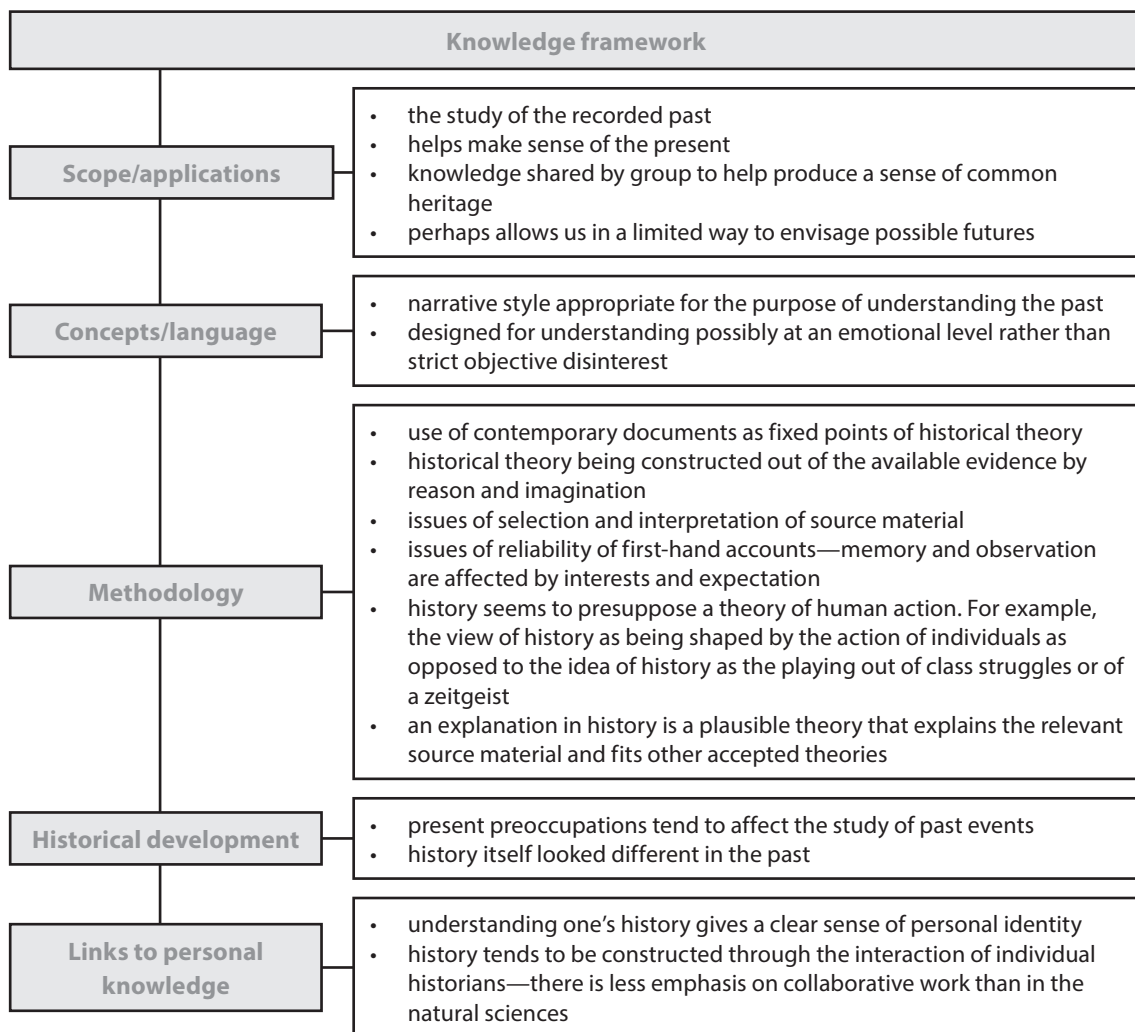 Knowledge framework
Scope/applications
• the study of the recorded past
• helps make sense of the present
• knowledge shared by group to help produce a sense of common
heritage
• perhaps allows us in a limited way to envisage possible futures
Concepts/language
• narrative style appropriate for the purpose of understanding the past
• designed for understanding possibly at an emotional level rather than
strict objective disinterest
Methodology
• use of contemporary documents as fixed points of historical theory
• historical theory being constructed out of the available evidence by
reason and imagination
• issues of selection and interpretation of source material
• issues of reliability of first-hand accounts—memory and observation
are affected by interests and expectation
• history seems to presuppose a theory of human action. For example,
the view of history as being shaped by the action of individuals as
opposed to the idea of history as the playing out of class struggles or of
a zeitgeist
• an explanation in history is a plausible theory that explains the relevant
source material and fits other accepted theories
Historical development
• present preoccupations tend to affect the study of past events
• history itself looked different in the past
Links to personal
knowledge
• understanding one’s history gives a clear sense of personal identity
• history tends to be constructed through the interaction of individual
historians—there is less emphasis on collaborative work than in the
natural sciences